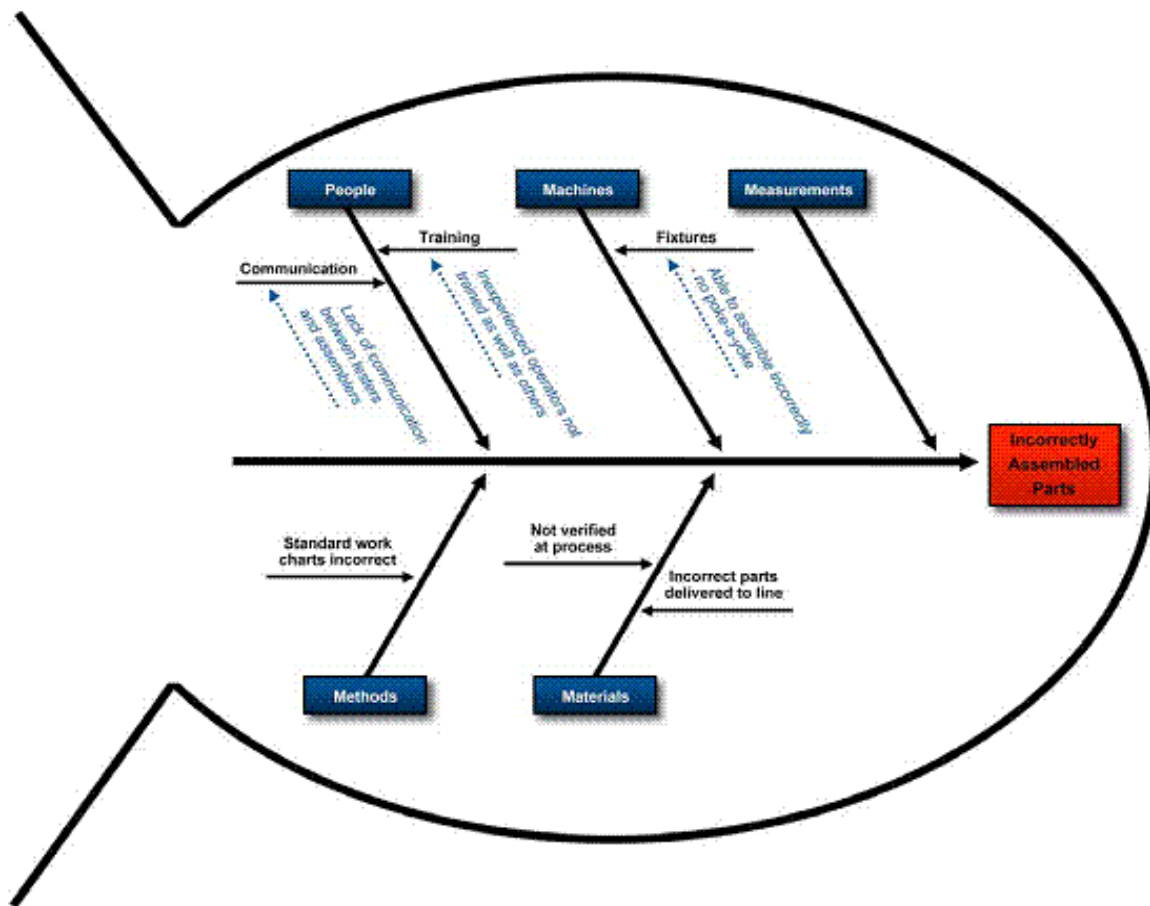 People
Machines
Measurements
Training
Fixtures
Communication
Lack of communication
between testers
and assemblers
Inexperienced operators not
trained as well as others
Able to assemble incorrectly
- no poke-a-yoke
Incorrectly
Assembled
Parts
Standard work
charts incorrect
Not verified
at process
Incorrect parts
delivered to line
Methods
Materials